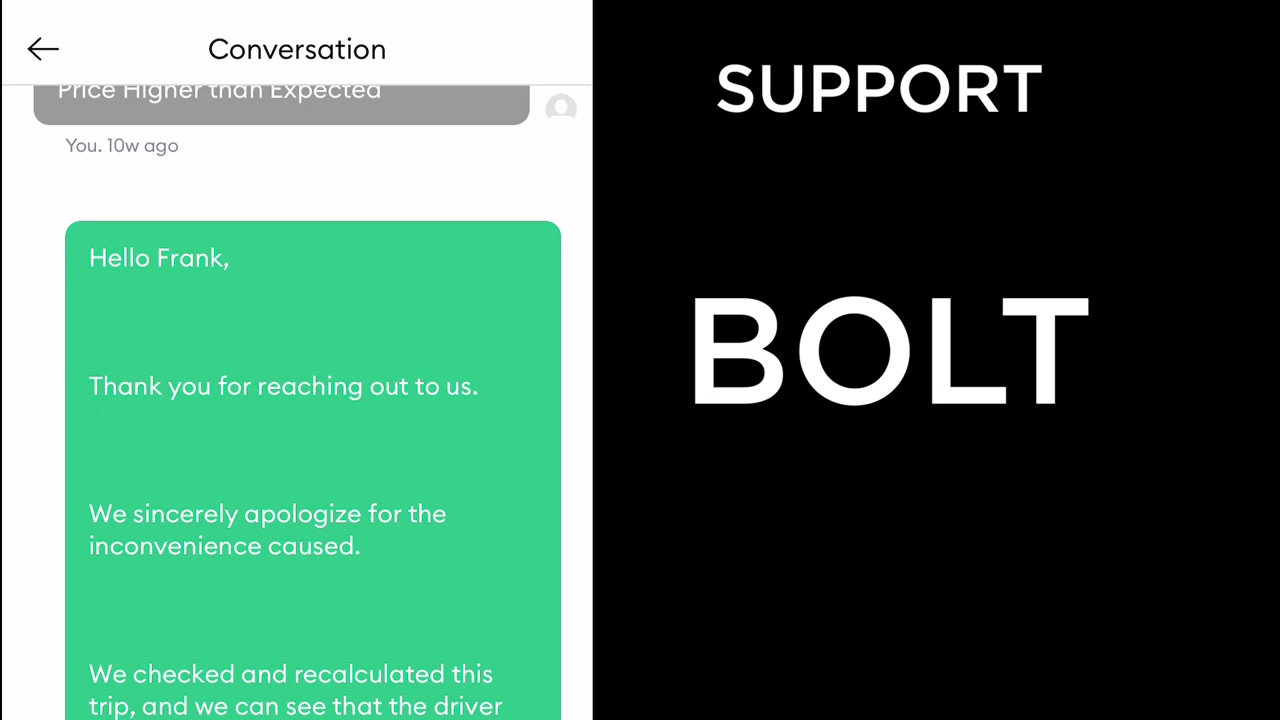 Conversation
Price Higher than Expected
You. 10w ago
Hello Frank,
Thank you for reaching out to us.
We sincerely apologize for the
inconvenience caused.
We checked and recalculated this
trip, and we can see that the driver
SUPPORT
BOLT